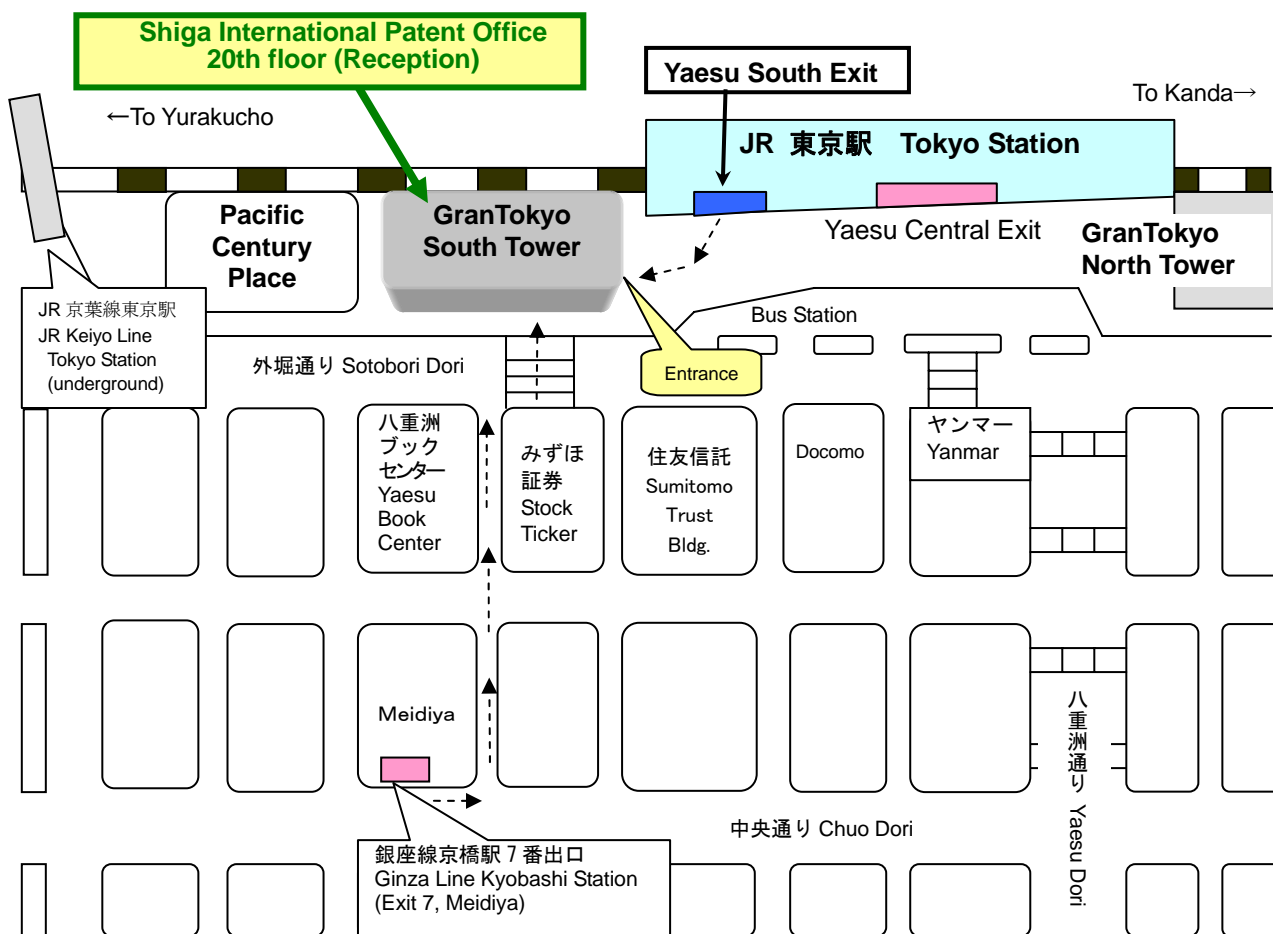 Shiga International Patent Office
20th floor (Reception)
Yaesu South Exit
To Kanda→
←To Yurakucho
JR 東京駅 Tokyo Station
Pacific
Century
Place
GranTokyo
South Tower
Yaesu Central Exit
GranTokyo
North Tower
JR 京葉線東京駅
JR Keiyo Line
Tokyo Station
(underground)
Bus Station
外堀通り Sotobori Dori
Entrance
八重洲
ブック
センター
Yaesu
Book
Center
みずほ
証券
Stock
Ticker
住友信託
Sumitomo
Trust
Bldg.
Docomo
ヤンマー
Yanmar
Meidiya
八重洲通り Yaesu Dori
中央通り Chuo Dori
銀座線京橋駅 7 番出口
Ginza Line Kyobashi Station
(Exit 7, Meidiya)